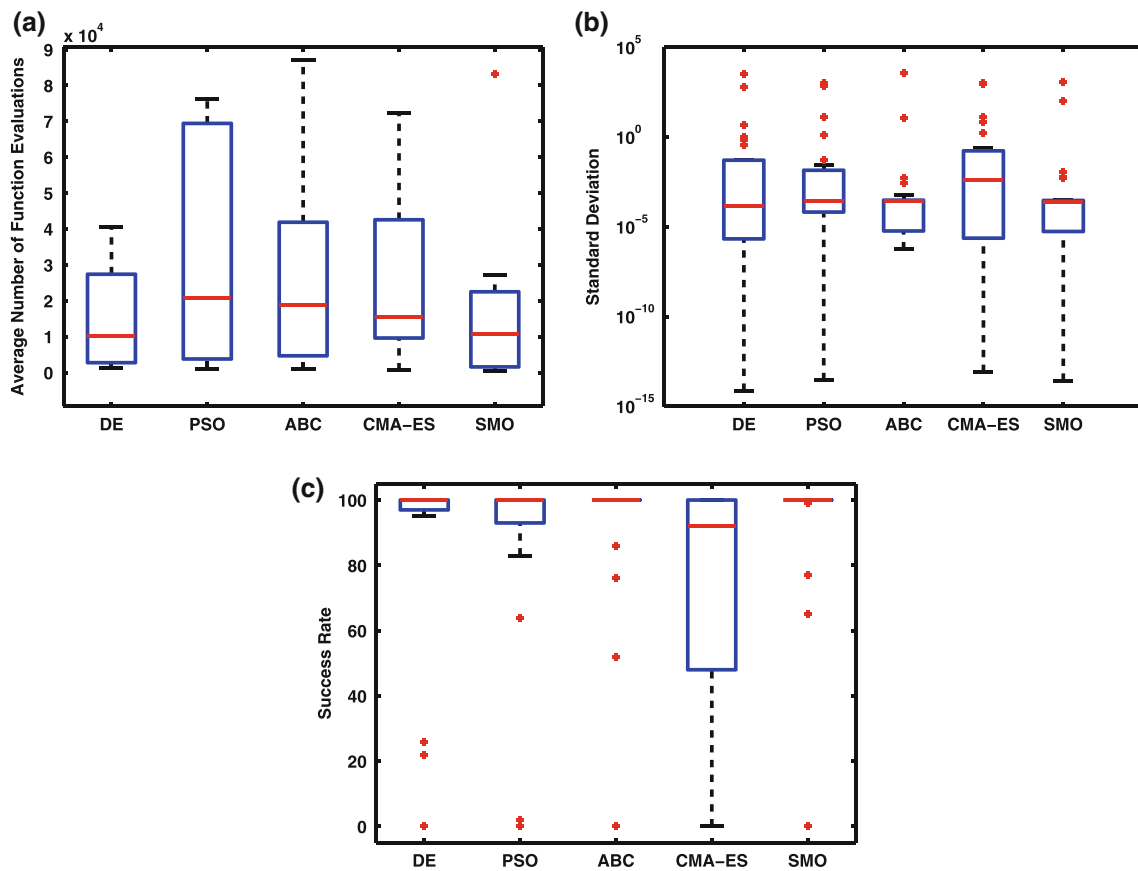 (a)
x 10^4
9
8
7
6
5
4
3
2
1
0
Average Number of Function Evaluations
DE PSO ABC CMA−ES SMO
(b)
10^5
10^0
10^−5
10^−10
10^−15
Standard Deviation
DE PSO ABC CMA−ES SMO
(c)
100
80
60
40
20
0
Success Rate
DE PSO ABC CMA−ES SMO